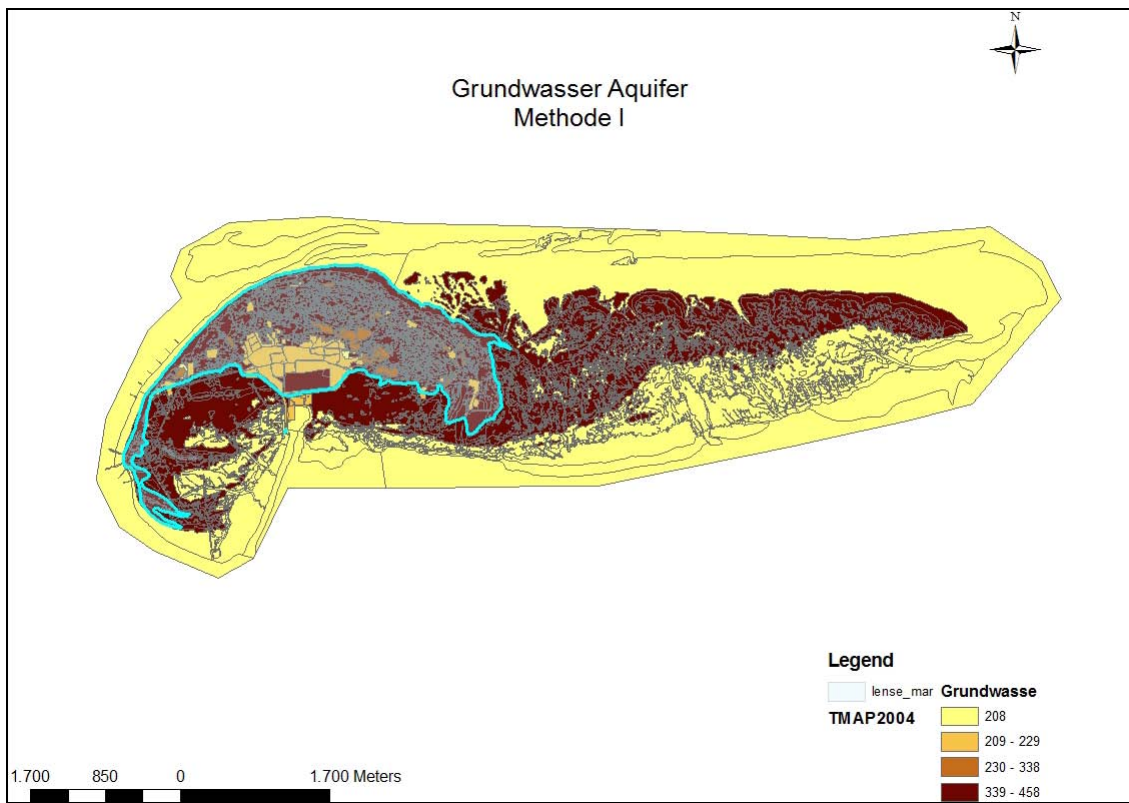 N
Grundwasser Aquifer
Methode I
Legend
lense_mar
TMAP2004
Grundwasse
208
209 - 229
230 - 338
339 - 458
1.700 850 0 1.700 Meters